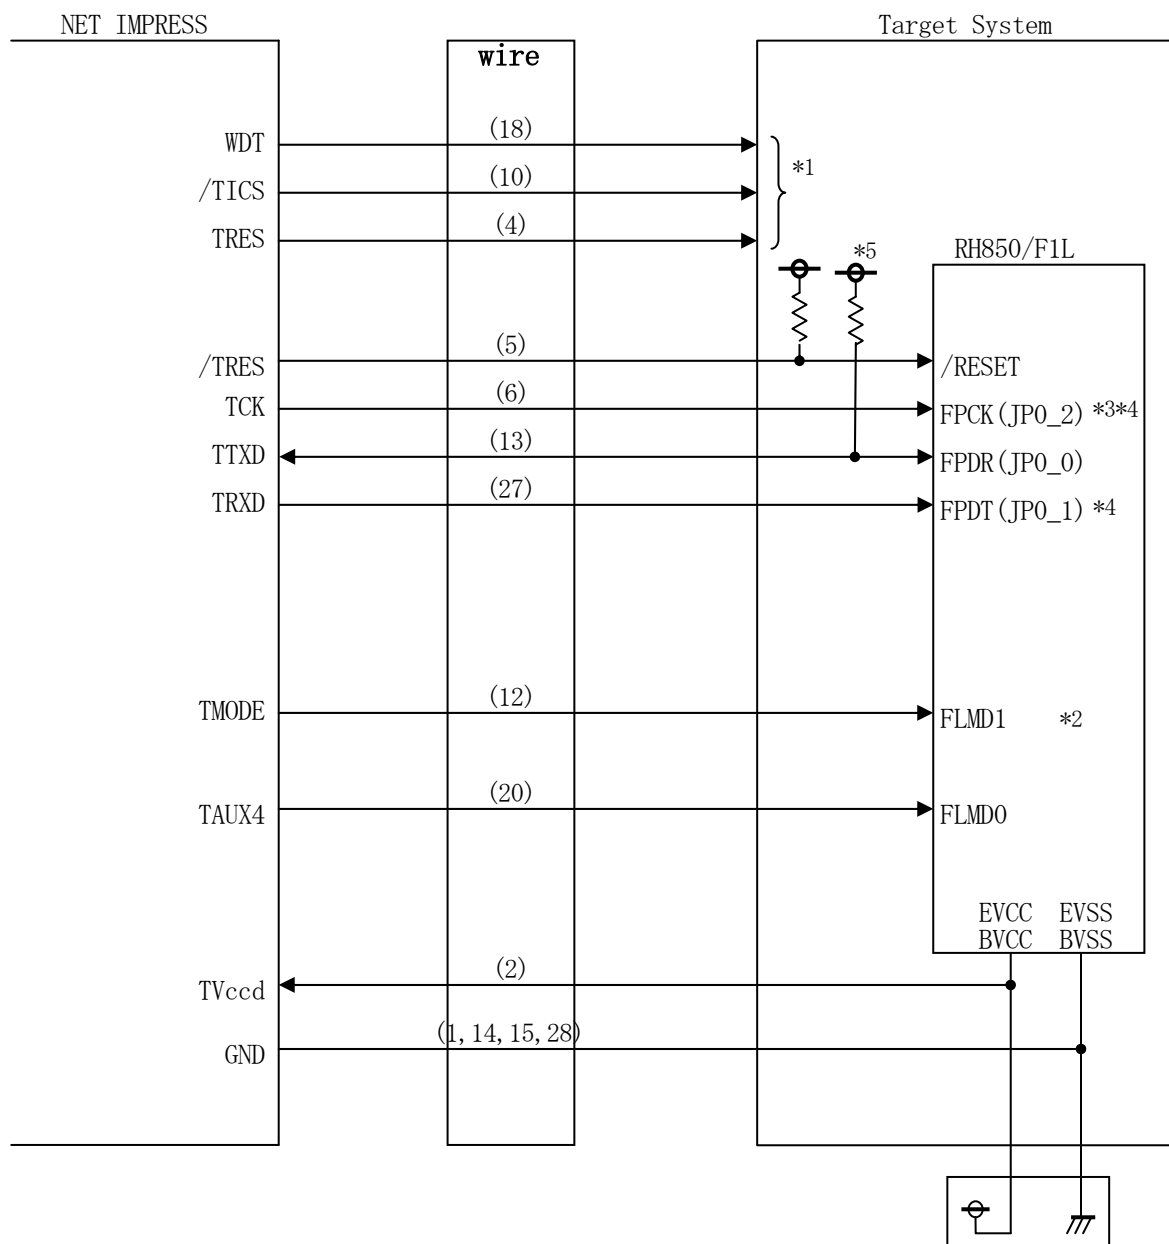 NET IMPRESS
Target System
wire
WDT
(18)
*1
/TICS
(10)
TRES
(4)
*5
RH850/F1L
/TRES
(5)
/RESET
TCK
(6)
FPCK(JP0_2) *3*4
TTXD
(13)
FPDR(JP0_0)
TRXD
(27)
FPDT(JP0_1) *4
TMODE
(12)
FLMD1 *2
TAUX4
(20)
FLMD0
EVCC EVSS
BVCC BVSS
TVccd
(2)
GND
(1,14,15,28)